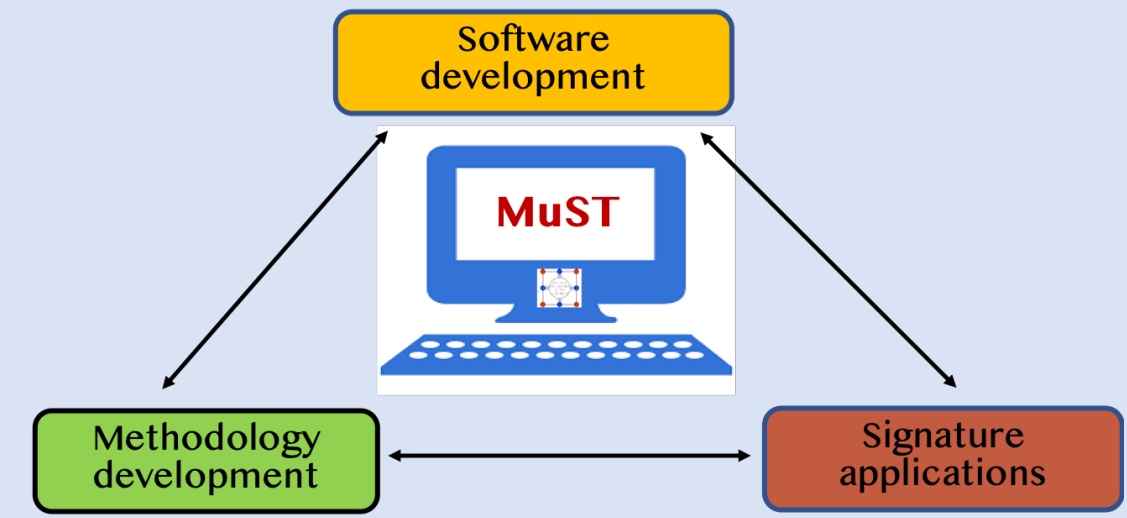 Software
development
MuST
Methodology
development
Signature
applications